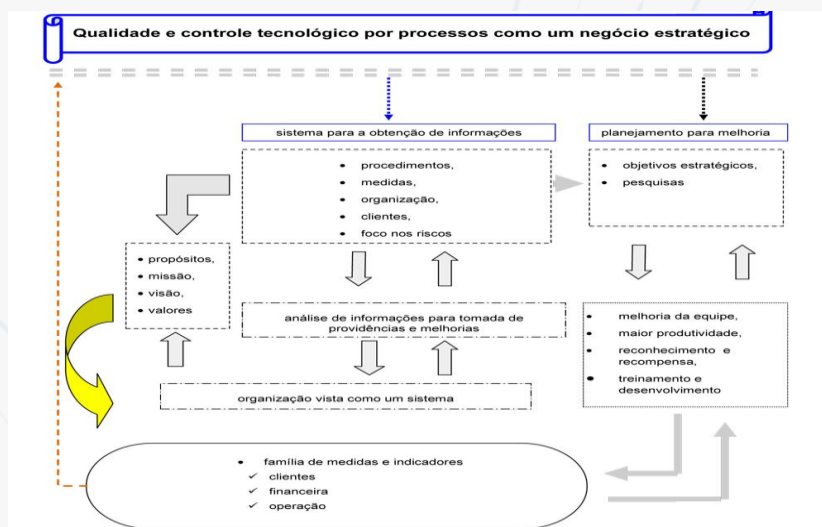 Qualidade e controle tecnológico por processos como um negócio estratégico
sistema para a obtenção de informações
planejamento para melhoria
• procedimentos,
• medidas,
• organização,
• clientes,
• foco nos riscos
• objetivos estratégicos,
• pesquisas
• propósitos,
• missão,
• visão,
• valores
análise de informações para tomada de
providências e melhorias
• melhoria da equipe,
• maior produtividade,
• reconhecimento e
recompensa,
• treinamento e
desenvolvimento
organização vista como um sistema
• família de medidas e indicadores
✓ clientes
✓ financeira
✓ operação